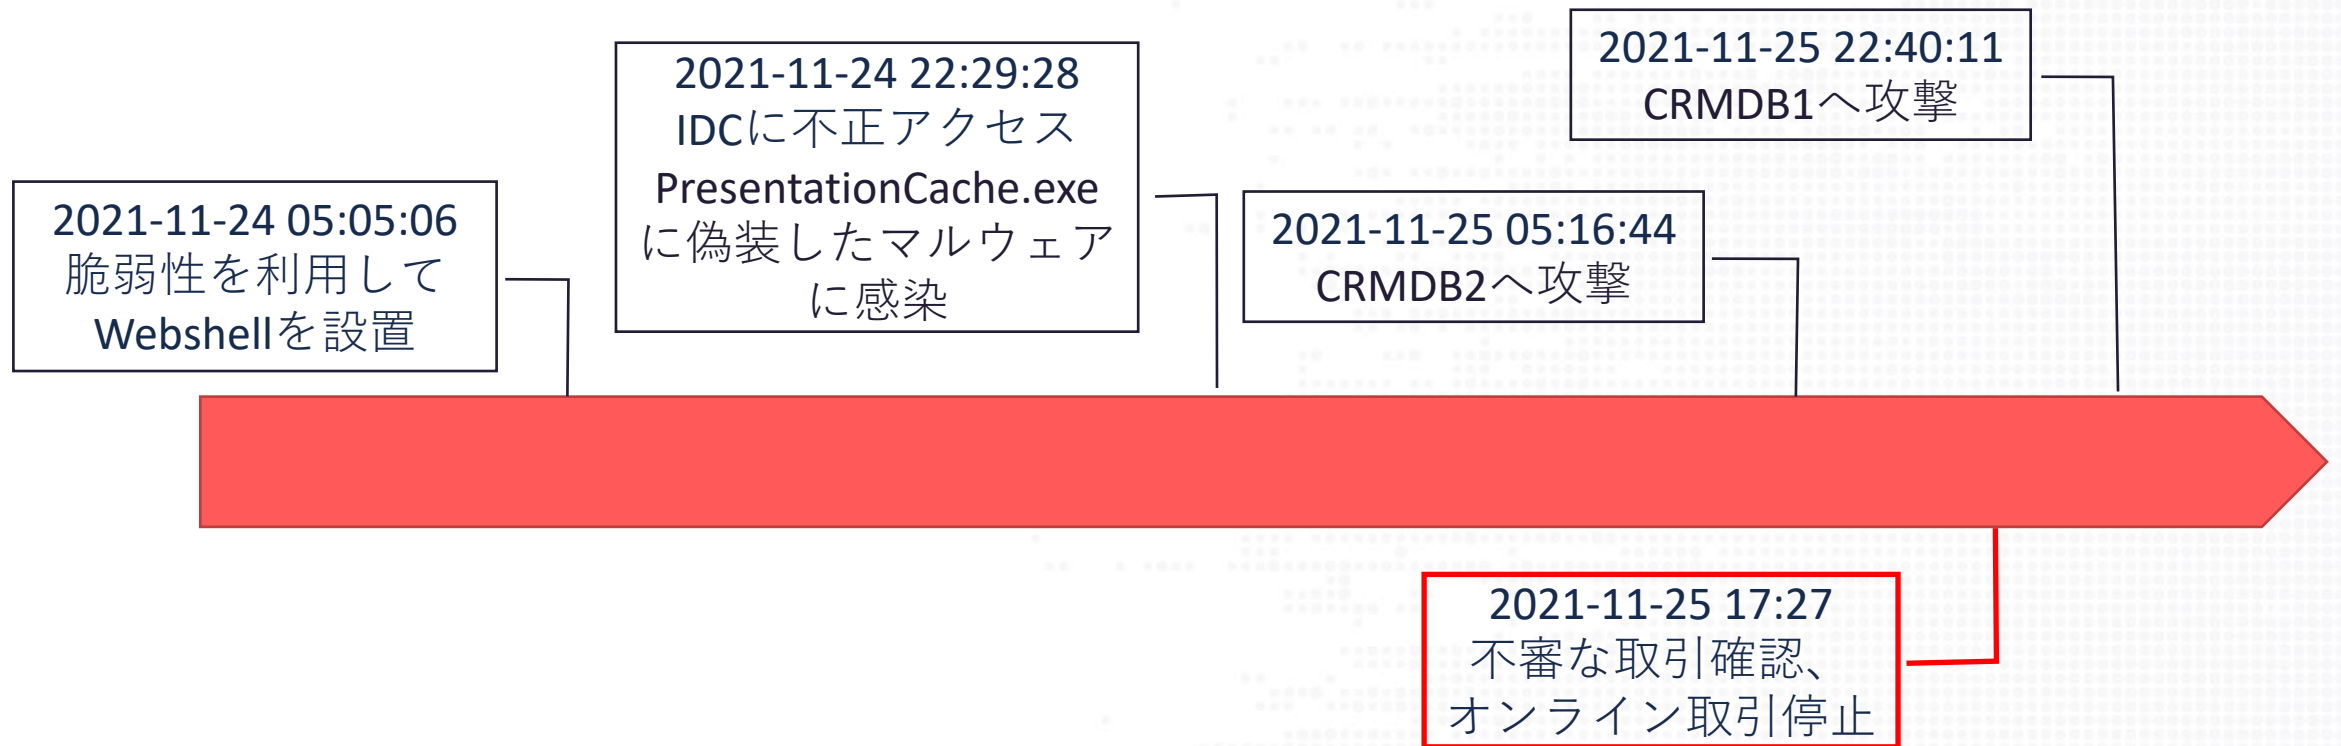 2021-11-24 05:05:06
脆弱性を利用して
Webshellを設置
2021-11-24 22:29:28
IDCに不正アクセス
PresentationCache.exe
に偽装したマルウェア
に感染
2021-11-25 05:16:44
CRMDB2へ攻撃
2021-11-25 22:40:11
CRMDB1へ攻撃
2021-11-25 17:27
不審な取引確認、
オンライン取引停止